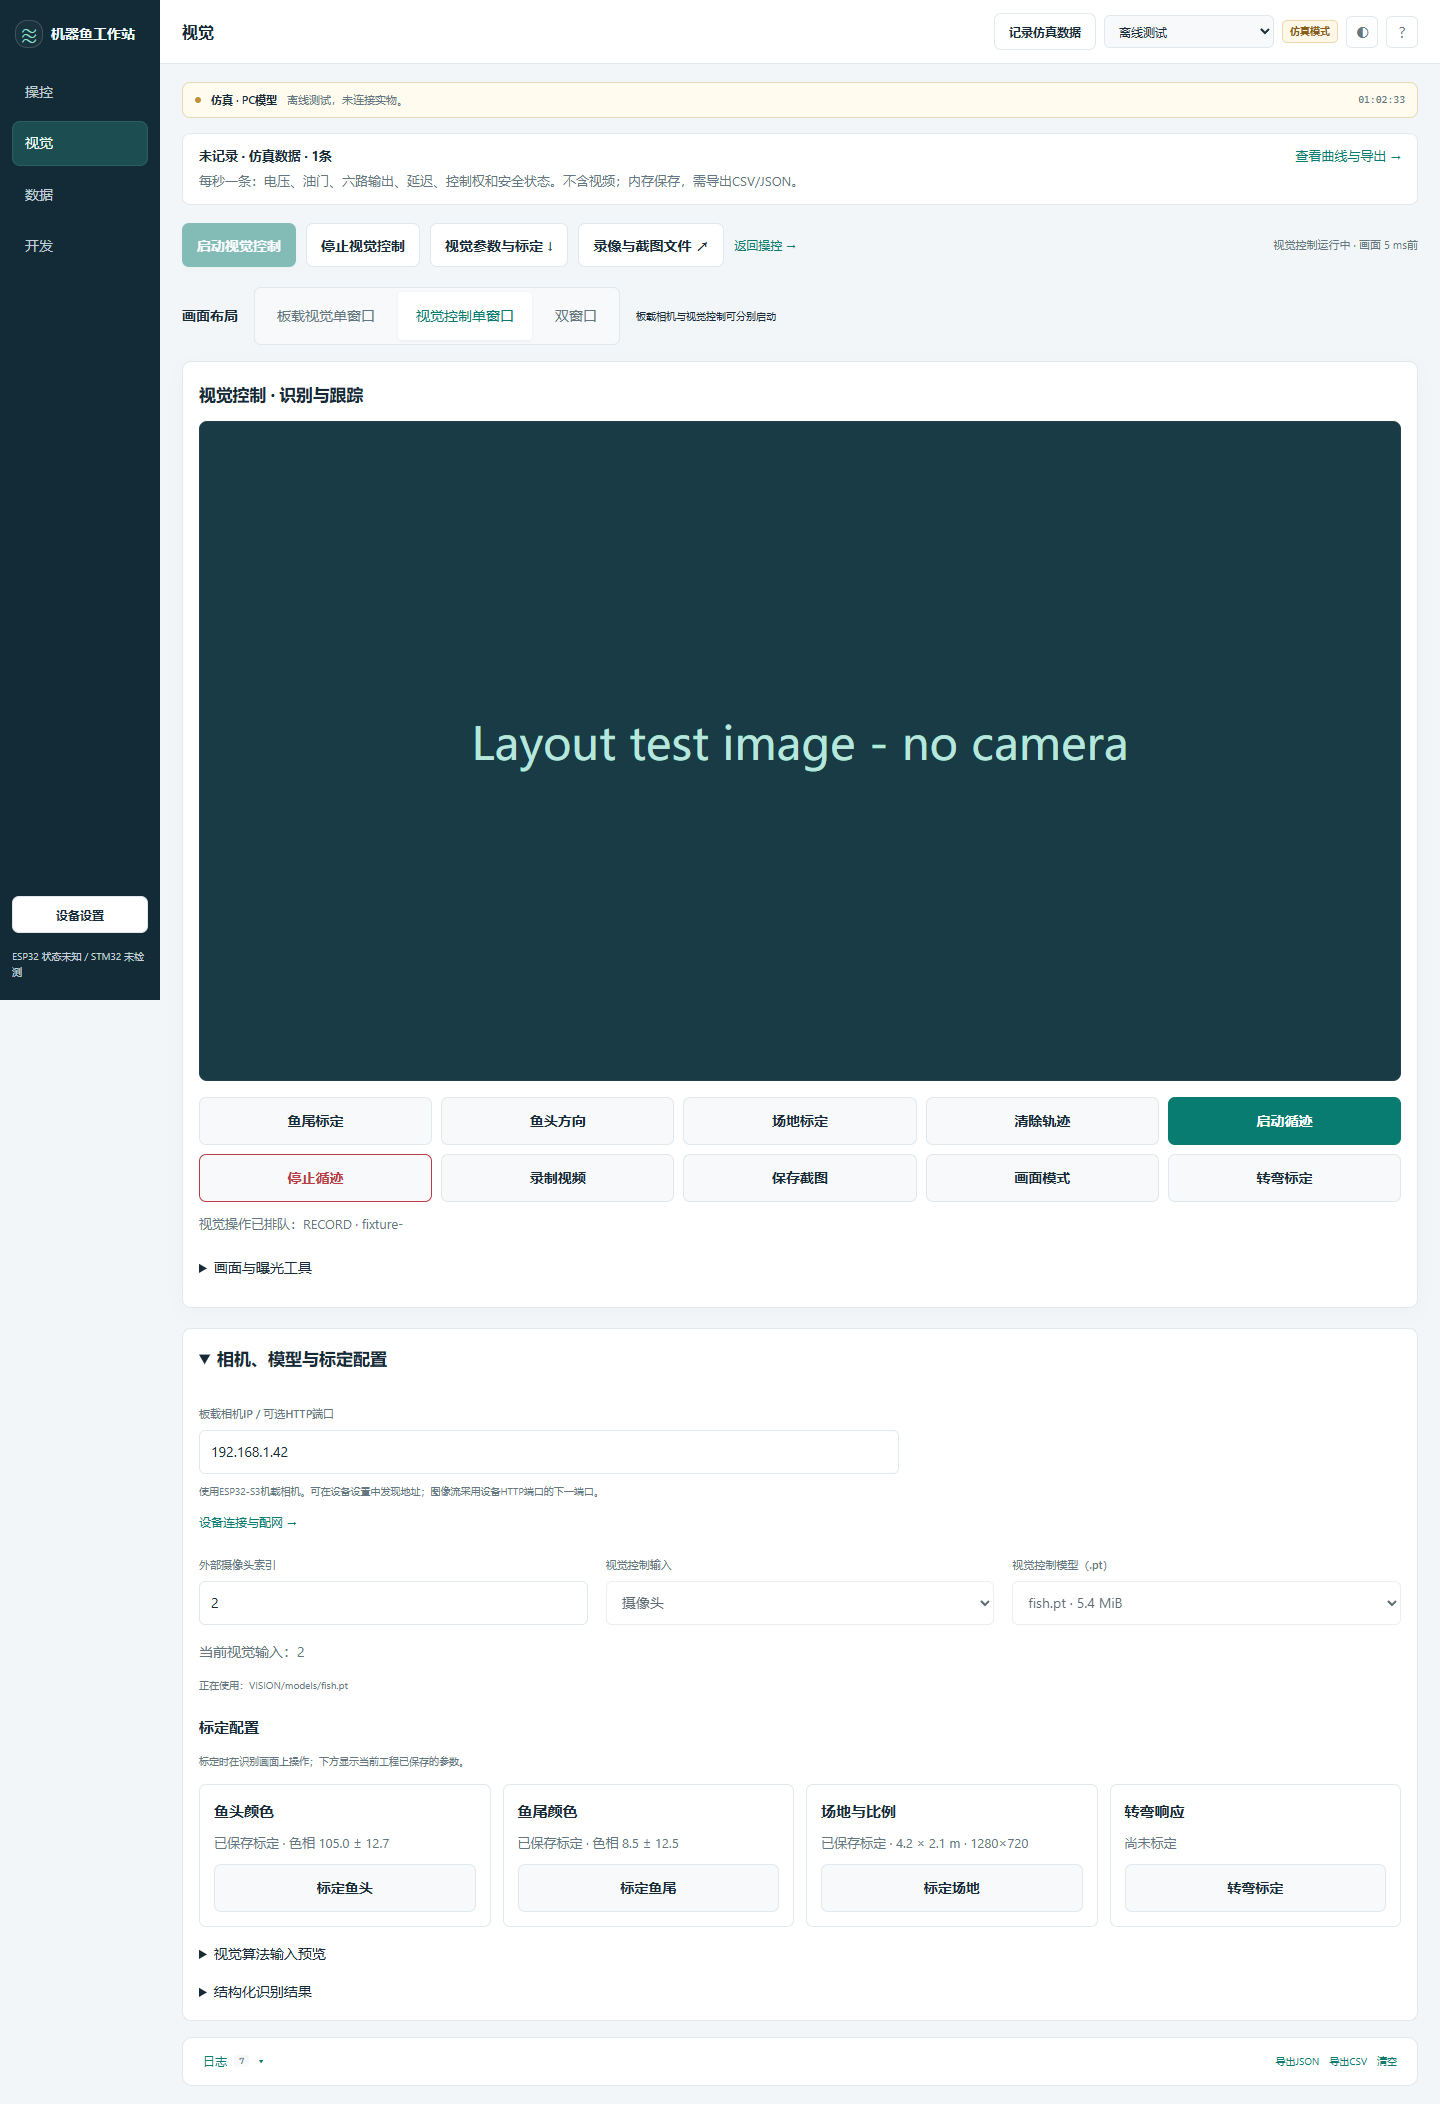 机器鱼工作站
操控
视觉
数据
开发
设备设置
ESP32 状态未知 / STM32 未检测
视觉
记录仿真数据
离线测试
仿真模式
?
仿真 · PC模型 离线测试，未连接实物。
01:02:33
未记录 · 仿真数据 · 1条
查看曲线与导出 →
每秒一条：电压、油门、六路输出、延迟、控制权和安全状态。不含视频；内存保存，需导出CSV/JSON。
启动视觉控制
停止视觉控制
视觉参数与标定 ↓
录像与截图文件 ↗
返回操控 →
视觉控制运行中 · 画面 5 ms前
画面布局
板载视觉单窗口
视觉控制单窗口
双窗口
板载相机与视觉控制可分别启动
视觉控制 · 识别与跟踪
Layout test image - no camera
鱼尾标定
鱼头方向
场地标定
清除轨迹
启动循迹
停止循迹
录制视频
保存截图
画面模式
转弯标定
视觉操作已排队：RECORD · fixture-
▶ 画面与曝光工具
▼ 相机、模型与标定配置
板载相机IP / 可选HTTP端口
192.168.1.42
使用ESP32-S3机载相机。可在设备设置中发现地址；图像流采用设备HTTP端口的下一端口。
设备连接与配网 →
外部摄像头索引
视觉控制输入
视觉控制模型（.pt）
2
摄像头
fish.pt · 5.4 MiB
当前视觉输入：2
正在使用：VISION/models/fish.pt
标定配置
标定时在识别画面上操作；下方显示当前工程已保存的参数。
鱼头颜色
已保存标定 · 色相 105.0 ± 12.7
标定鱼头
鱼尾颜色
已保存标定 · 色相 8.5 ± 12.5
标定鱼尾
场地与比例
已保存标定 · 4.2 × 2.1 m · 1280×720
标定场地
转弯响应
尚未标定
转弯标定
▶ 视觉算法输入预览
▶ 结构化识别结果
日志 7
导出JSON 导出CSV 清空